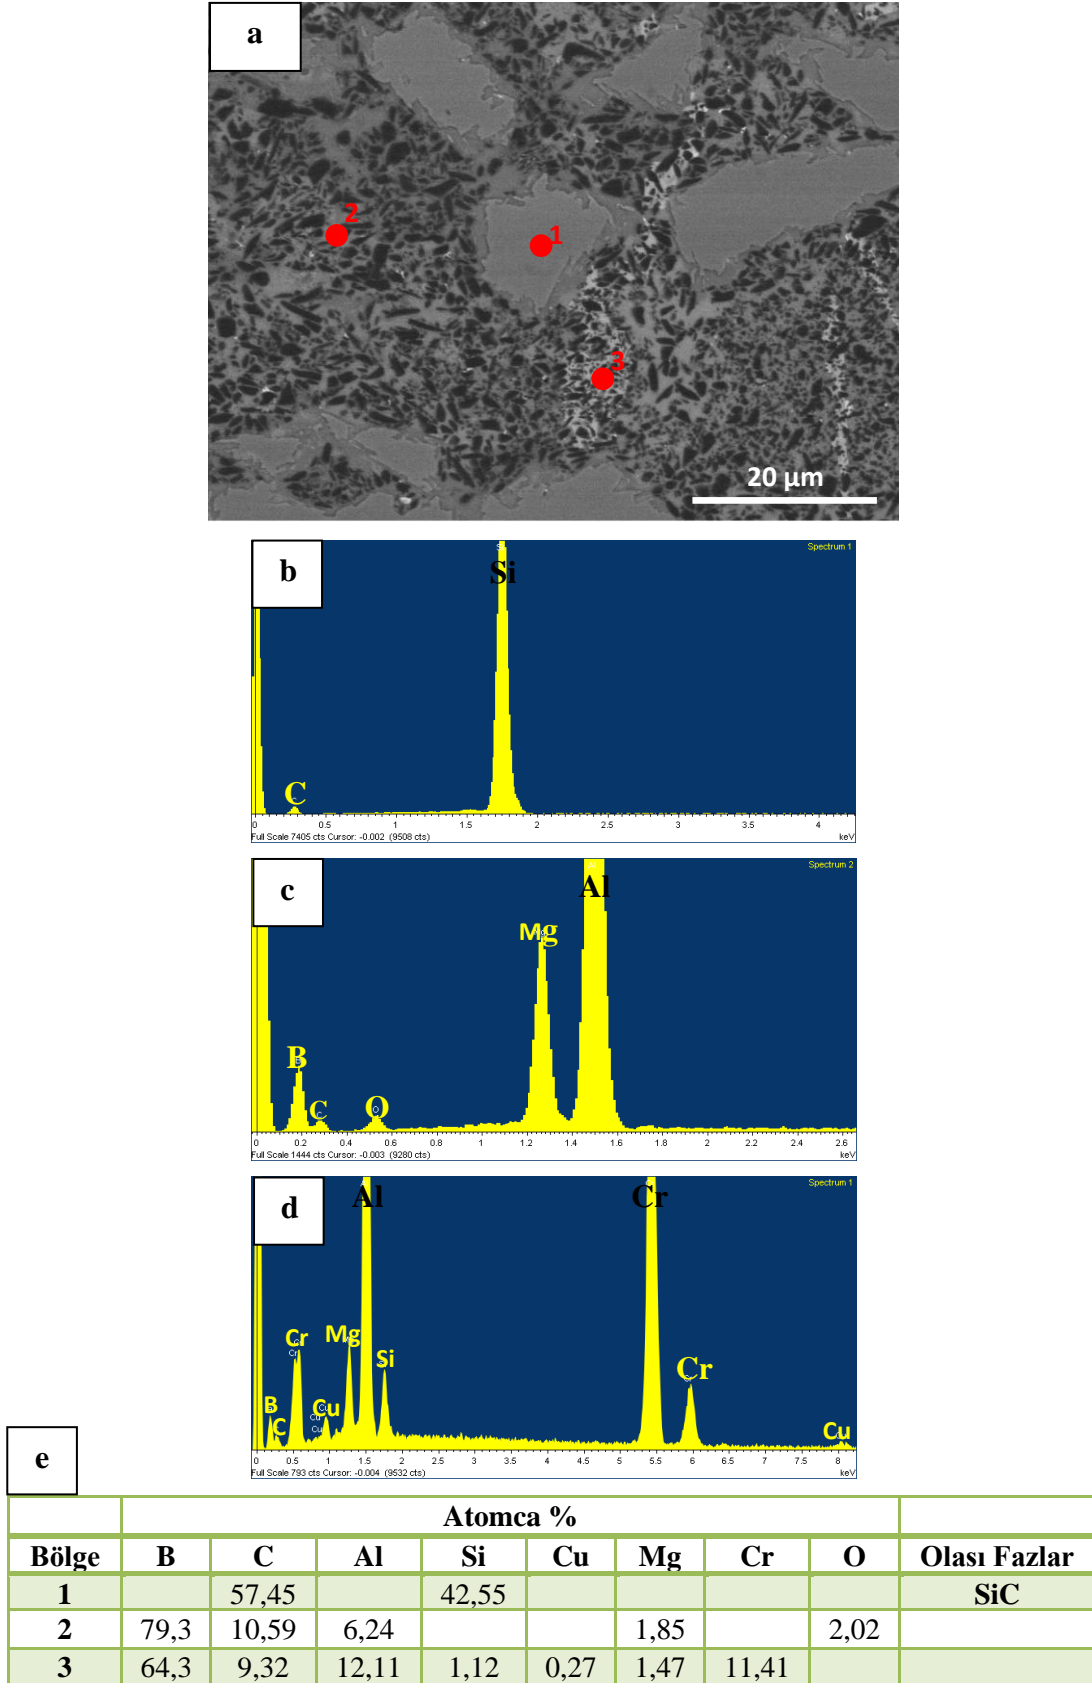 a
2
1
3
20 µm
b
Spectrum 1
Si
C
0 0.5 1 1.5 2 2.5 3 3.5 4
Full Scale 7405 cts Cursor: -0.002 (9508 cts) keV
c
Spectrum 2
Al
Mg
B
C
O
0 0.2 0.4 0.6 0.8 1 1.2 1.4 1.6 1.8 2 2.2 2.4 2.6
Full Scale 1444 cts Cursor: -0.003 (9280 cts) keV
d
Spectrum 1
Al Cr
Cr Mg
Si
Cr
B Cu
C
Cu
Cu
Cr
Cu
0 0.5 1 1.5 2 2.5 3 3.5 4 4.5 5 5.5 6 6.5 7 7.5 8
Full Scale 793 cts Cursor: -0.004 (9532 cts) keV
e
Atomca %
Bölge B C Al Si Cu Mg Cr O Olası Fazlar
1 57,45 42,55 SiC
2 79,3 10,59 6,24 1,85 2,02
3 64,3 9,32 12,11 1,12 0,27 1,47 11,41